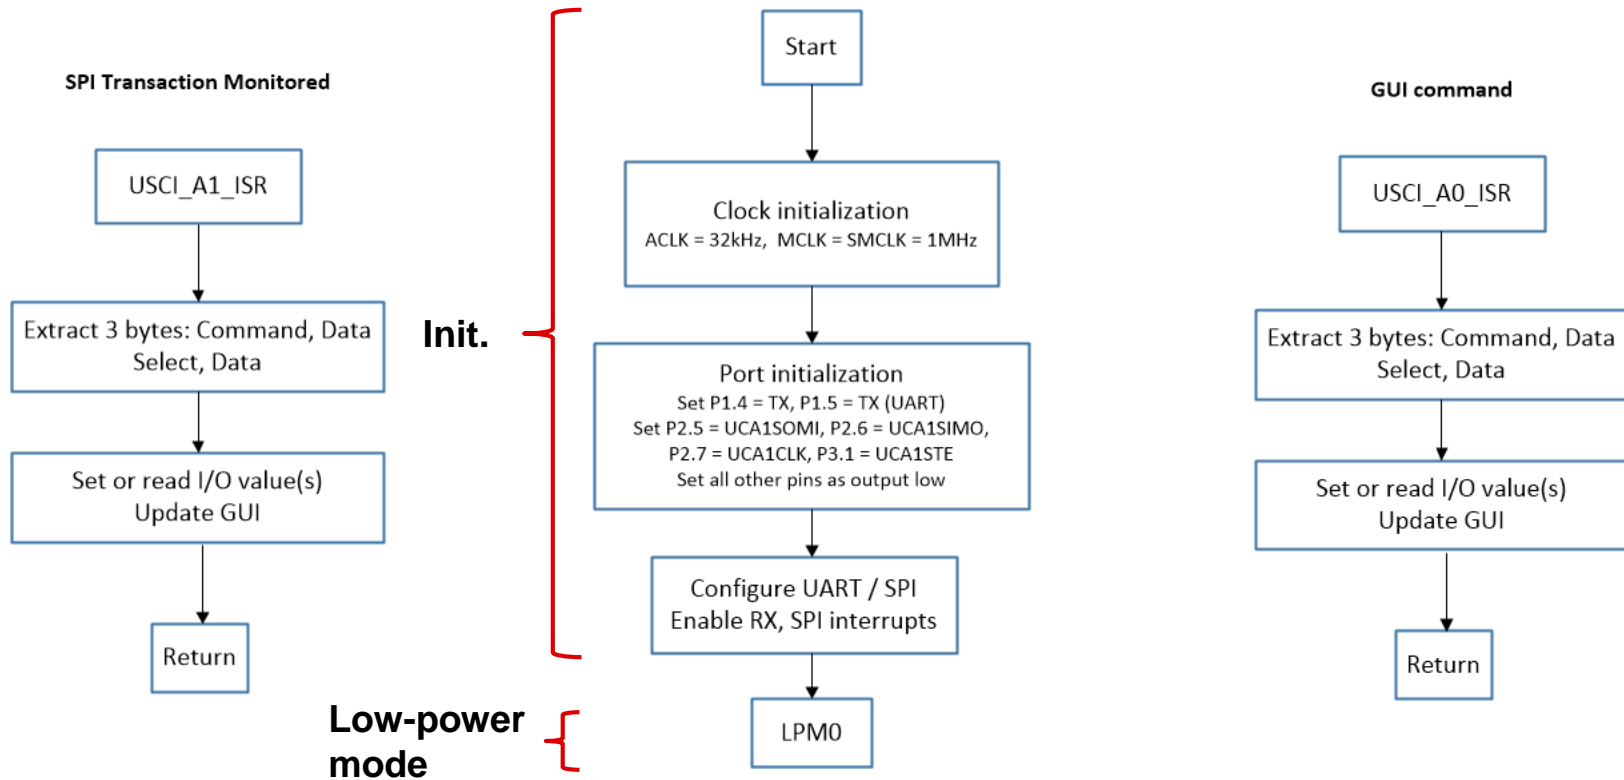 SPI Transaction Monitored
USCI_A1_ISR
Extract 3 bytes: Command, Data
Select, Data
Set or read I/O value(s)
Update GUI
Return
Init.
Low-power
mode
Start
Clock initialization
ACLK = 32kHz, MCLK = SMCLK = 1MHz
Port initialization
Set P1.4 = TX, P1.5 = TX (UART)
Set P2.5 = UCA1SOMI, P2.6 = UCA1SIMO,
P2.7 = UCA1CLK, P3.1 = UCA1STE
Set all other pins as output low
Configure UART / SPI
Enable RX, SPI interrupts
LPM0
GUI command
USCI_A0_ISR
Extract 3 bytes: Command, Data
Select, Data
Set or read I/O value(s)
Update GUI
Return